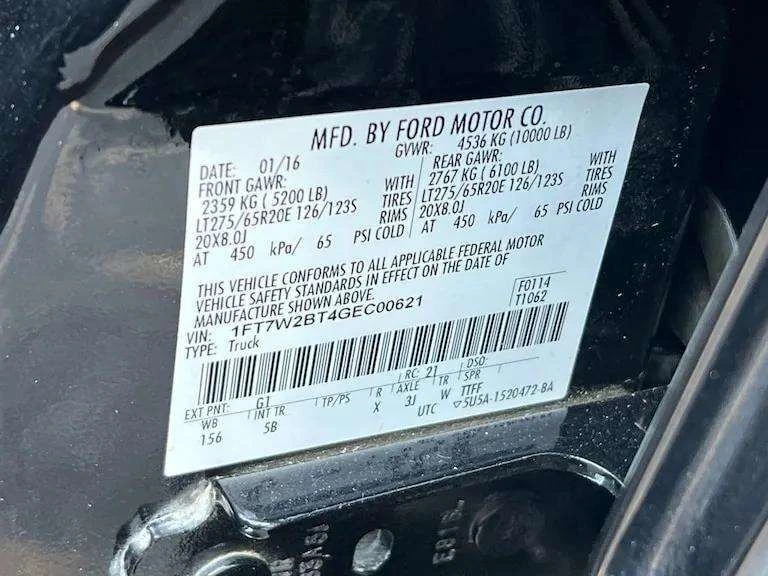 MFD. BY FORD MOTOR CO.
DATE: 01/16 GVWR: 4536 KG (10000 LB)
FRONT GAWR: REAR GAWR:
2359 KG ( 5200 LB) WITH 2767 KG ( 6100 LB) WITH
LT275/65R20E 126/123S TIRES LT275/65R20E 126/123S TIRES
20X8.0J RIMS 20X8.0J RIMS
AT 450 kPa/ 65 PSI COLD AT 450 kPa/ 65 PSI COLD
THIS VEHICLE CONFORMS TO ALL APPLICABLE FEDERAL MOTOR
VEHICLE SAFETY STANDARDS IN EFFECT ON THE DATE OF
MANUFACTURE SHOWN ABOVE.
VIN: 1FT7W2BT4GEC00621 F0114
TYPE: Truck T1062
EXT PNT: G1 RC: 21 DSO:
WB INT TR TP/PS R AXLE TR SPR
156 5B X 3J W TTFF
UTC ▽5U5A-1520472-BA